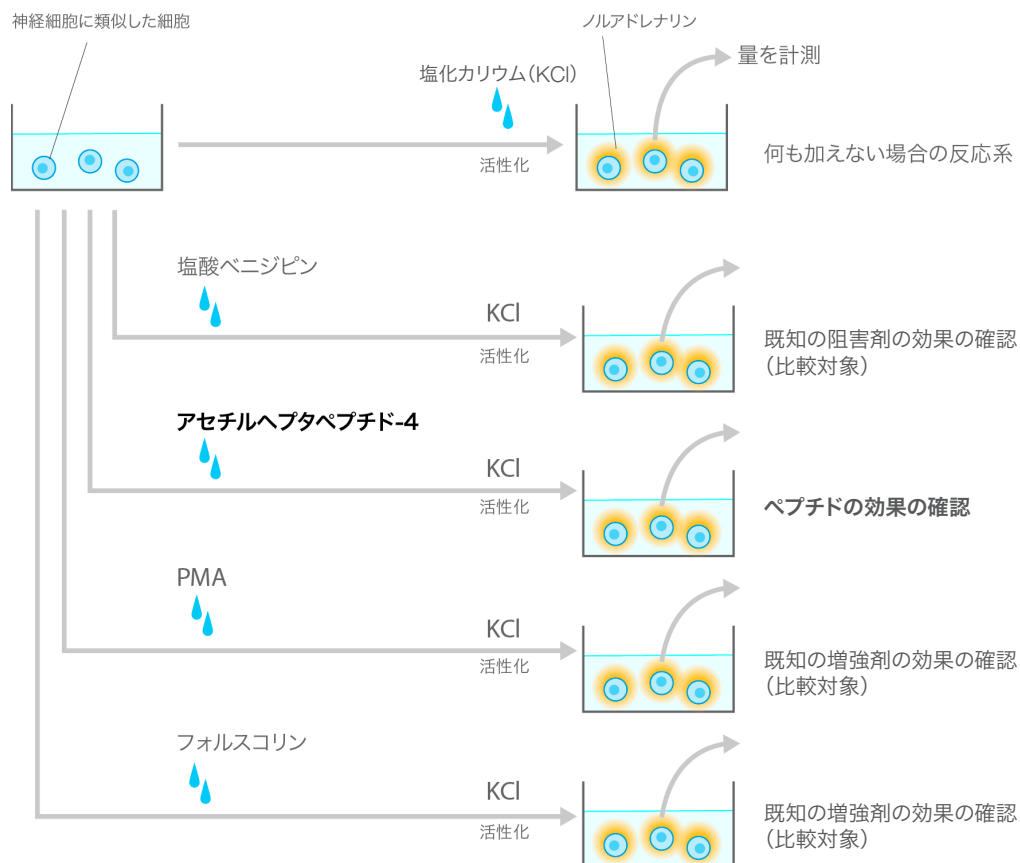 神経細胞に類似した細胞
ノルアドレナリン
塩化カリウム（KCl）
量を計測
活性化
何も加えない場合の反応系
塩酸ベニジピン
KCl
活性化
既知の阻害剤の効果の確認
（比較対象）
アセチルヘプタペプチド-4
KCl
活性化
ペプチドの効果の確認
PMA
KCl
活性化
既知の増強剤の効果の確認
（比較対象）
フォルスコリン
KCl
活性化
既知の増強剤の効果の確認
（比較対象）